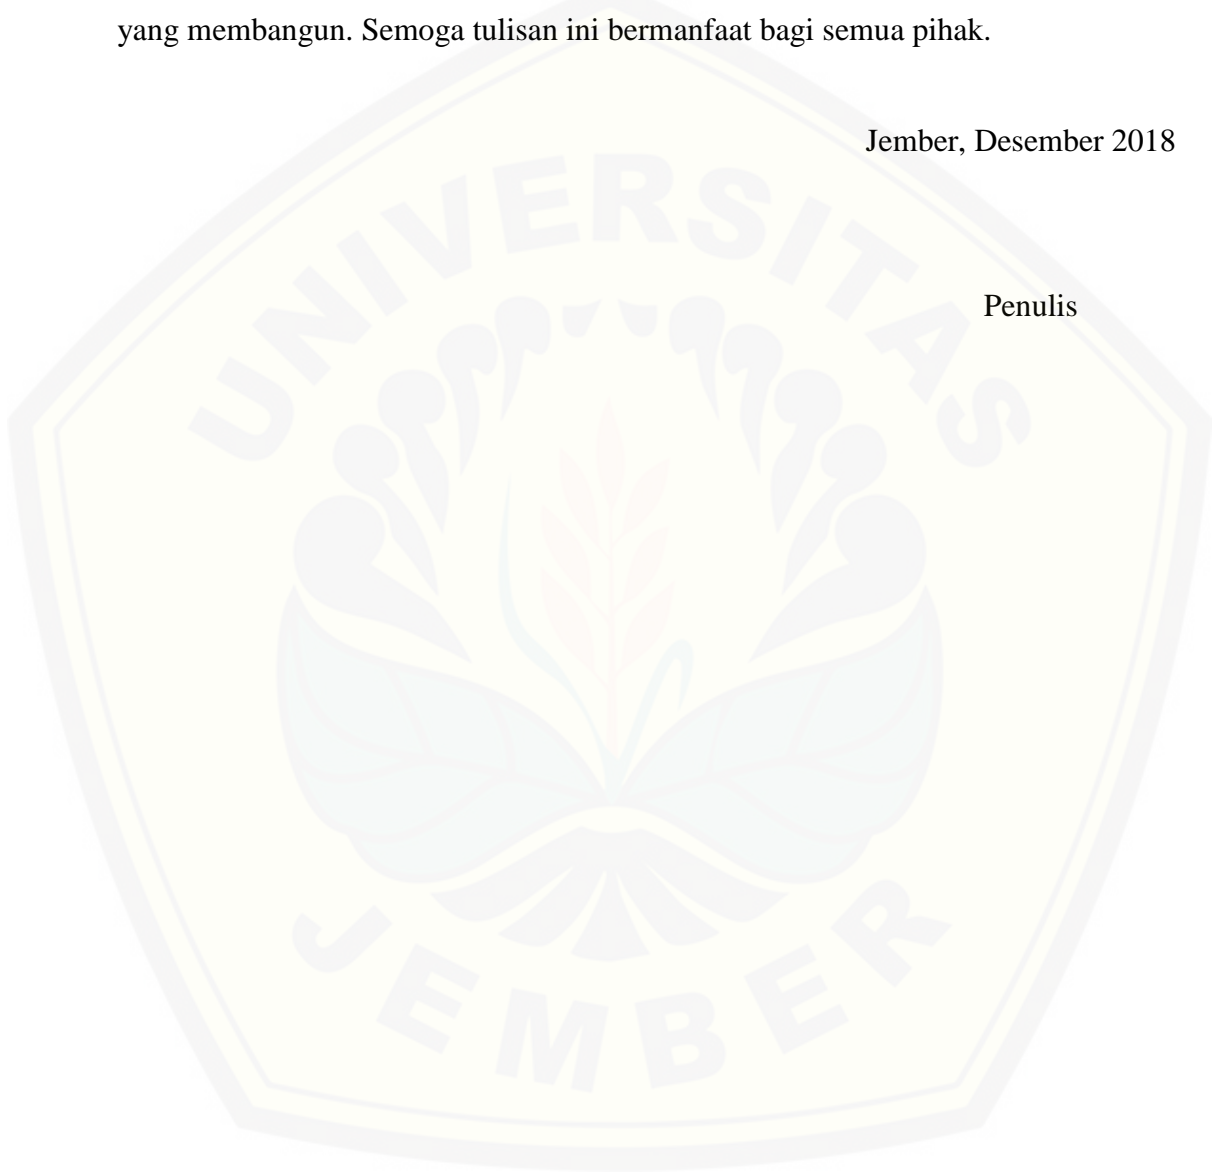 yang membangun. Semoga tulisan ini bermanfaat bagi semua pihak.
Jember, Desember 2018
Penulis
UNIVERSITAS
JEMBER